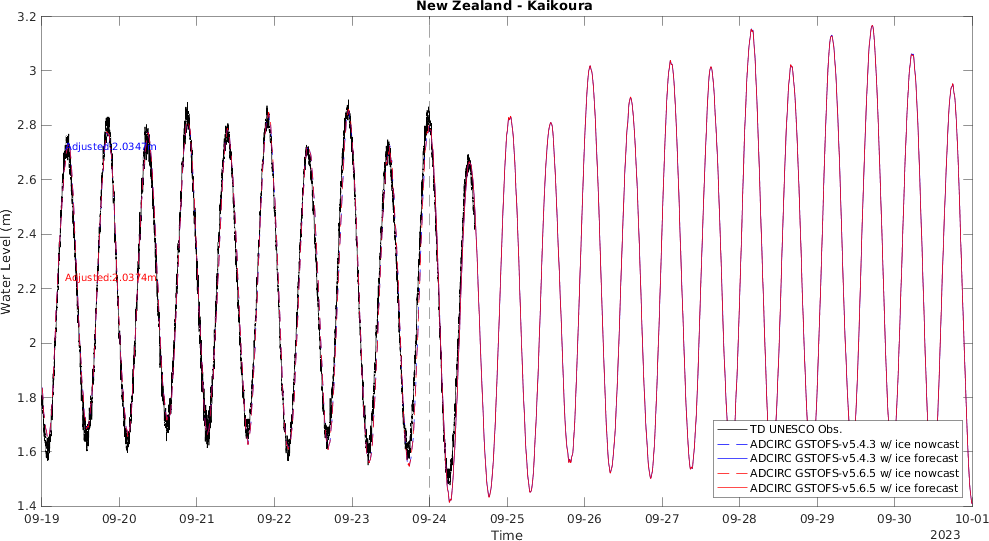 New Zealand - Kaikoura
3.2
3
2.8
2.6
2.4
2.2
2
1.8
1.6
1.4
Water Level (m)
Adjusted:2.0347m
Adjusted:2.0374m
TD UNESCO Obs.
ADCIRC GSTOFS-v5.4.3 w/ ice nowcast
ADCIRC GSTOFS-v5.4.3 w/ ice forecast
ADCIRC GSTOFS-v5.6.5 w/ ice nowcast
ADCIRC GSTOFS-v5.6.5 w/ ice forecast
09-19 09-20 09-21 09-22 09-23 09-24 09-25 09-26 09-27 09-28 09-29 09-30 10-01
Time
2023